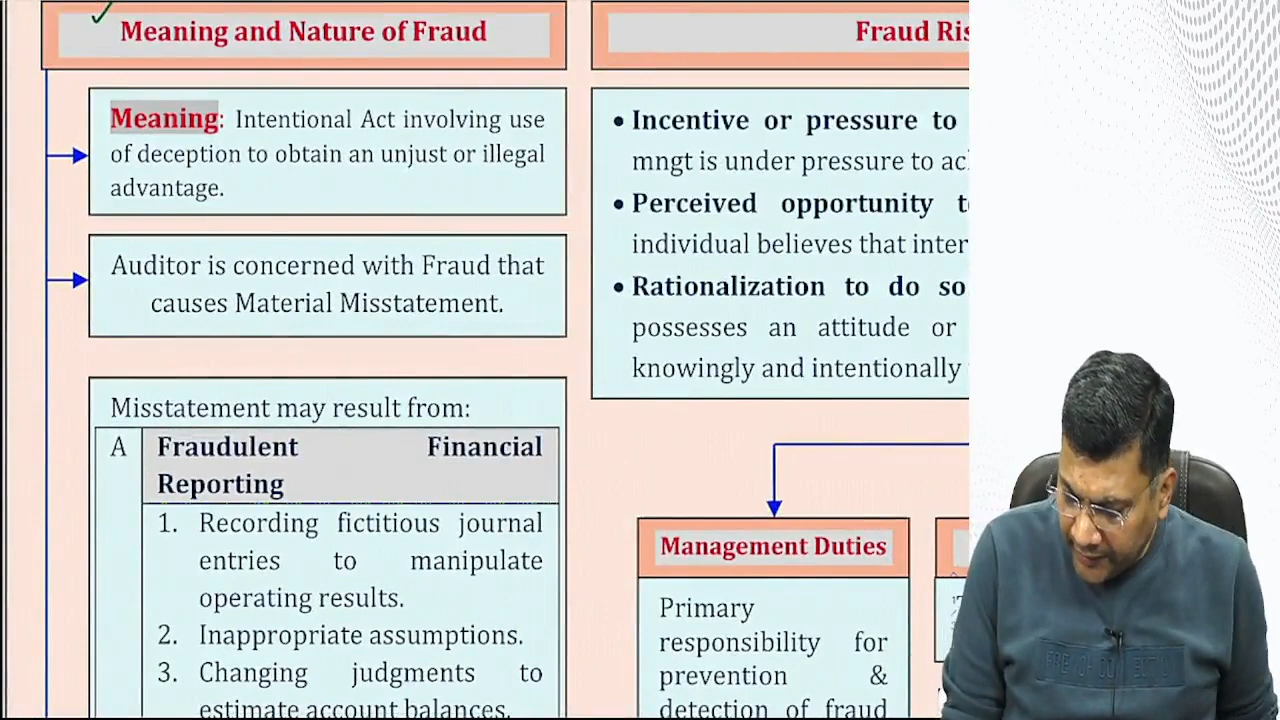 Meaning and Nature of Fraud
Meaning: Intentional Act involving use
of deception to obtain an unjust or illegal
advantage.
Auditor is concerned with Fraud that
causes Material Misstatement.
Misstatement may result from:
A Fraudulent Financial
Reporting
1. Recording fictitious journal
entries to manipulate
operating results.
2. Inappropriate assumptions.
3. Changing judgments to
estimate account balances.
Fraud Ris
• Incentive or pressure to
mngt is under pressure to ac
• Perceived opportunity t
individual believes that inter
• Rationalization to do so
possesses an attitude or
knowingly and intentionally
Management Duties
Primary
responsibility for
prevention &
detection of fraud